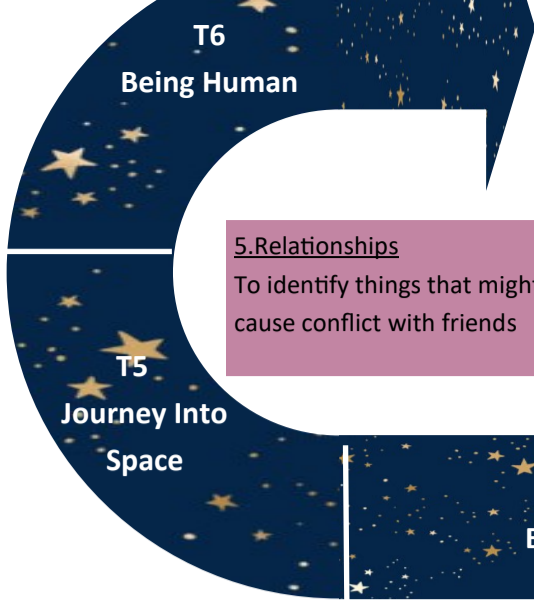 T6
Being Human
5.Relationships
To identify things that might
cause conflict with friends
T5
Journey Into
Space